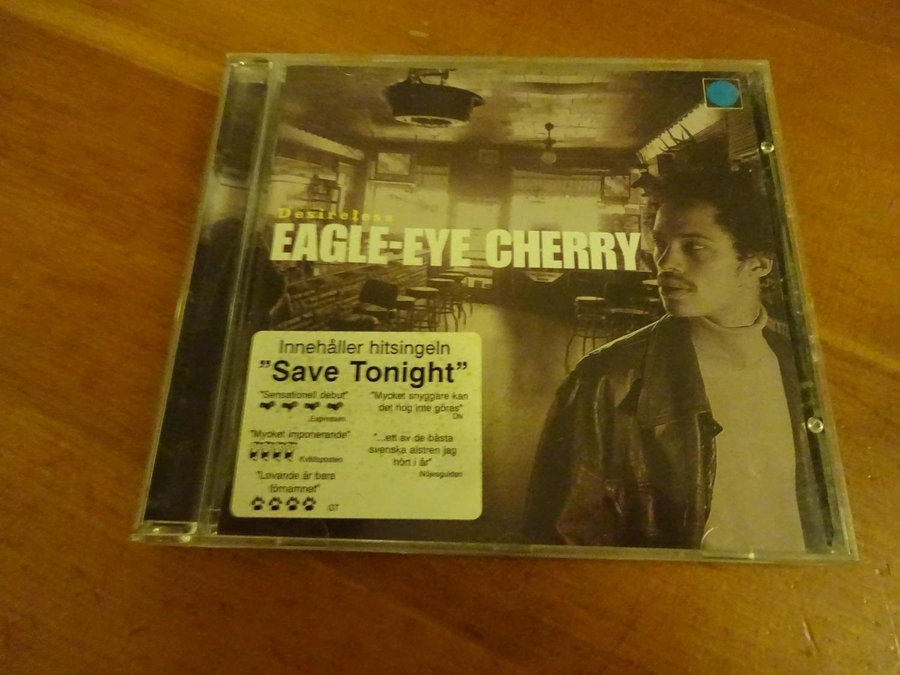 Desireless
EAGLE-EYE CHERRY
Innehåller hitsingeln
"Save Tonight"
"Sensationell debut"
Expressen
"Mycket imponerande"
Kvällsposten
"Lovande är bara
förnamnet"
GT
"Mycket snyggare kan
det nog inte göras"
DN
"...ett av de bästa
svenska alstren jag
hört i år"
Nöjesguiden